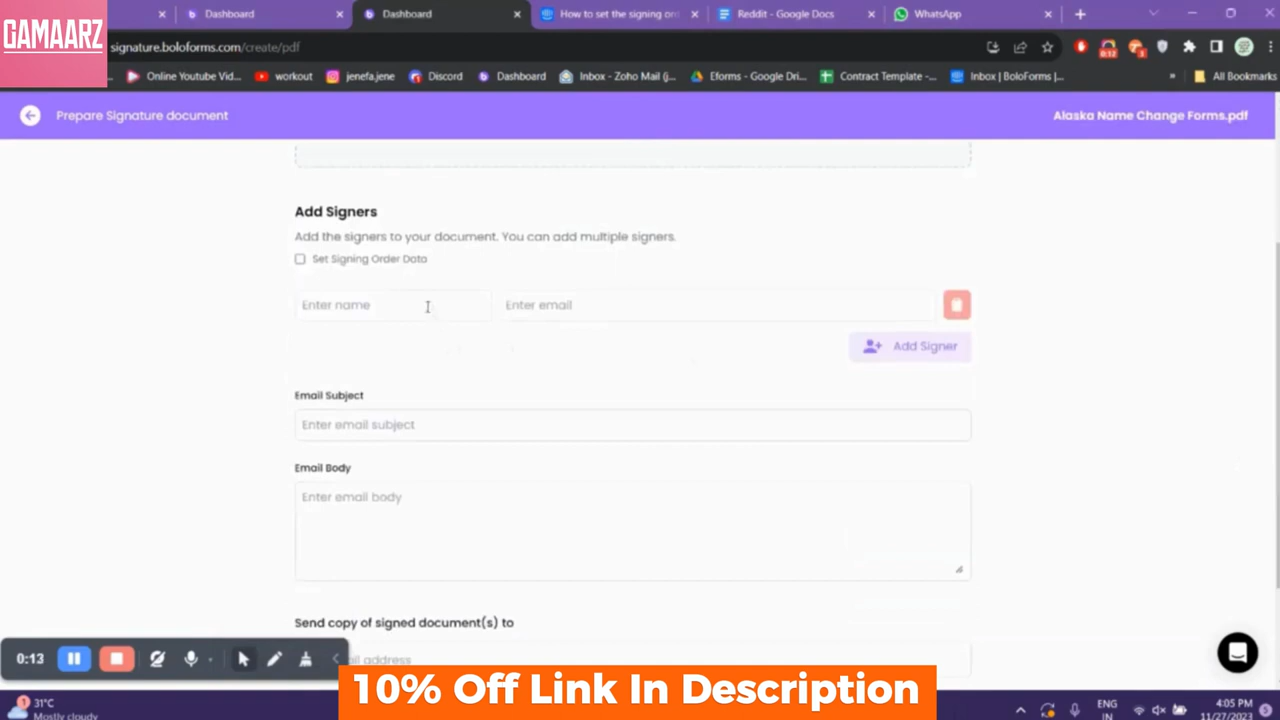 GAMAARZ
Dashboard
Dashboard
How to set the signing or
Reddit - Google Docs
WhatsApp
signature.boloforms.com/create/pdf
0:12
Online Youtube Vid...
workout
jenefa.jene
Discord
Dashboard
Inbox - Zoho Mail (j...
Eforms - Google Dri...
Contract Template -...
Inbox | BoloForms |...
»
All Bookmarks
Prepare Signature document
Alaska Name Change Forms.pdf
Add Signers
Add the signers to your document. You can add multiple signers.
Set Signing Order Data
Enter name
Enter email
Add Signer
Email Subject
Enter email subject
Email Body
Enter email body
Send copy of signed document(s) to
address
0:13
10% Off Link In Description
31°C
Mostly cloudy
ENG
IN
4:05 PM
11/27/2023